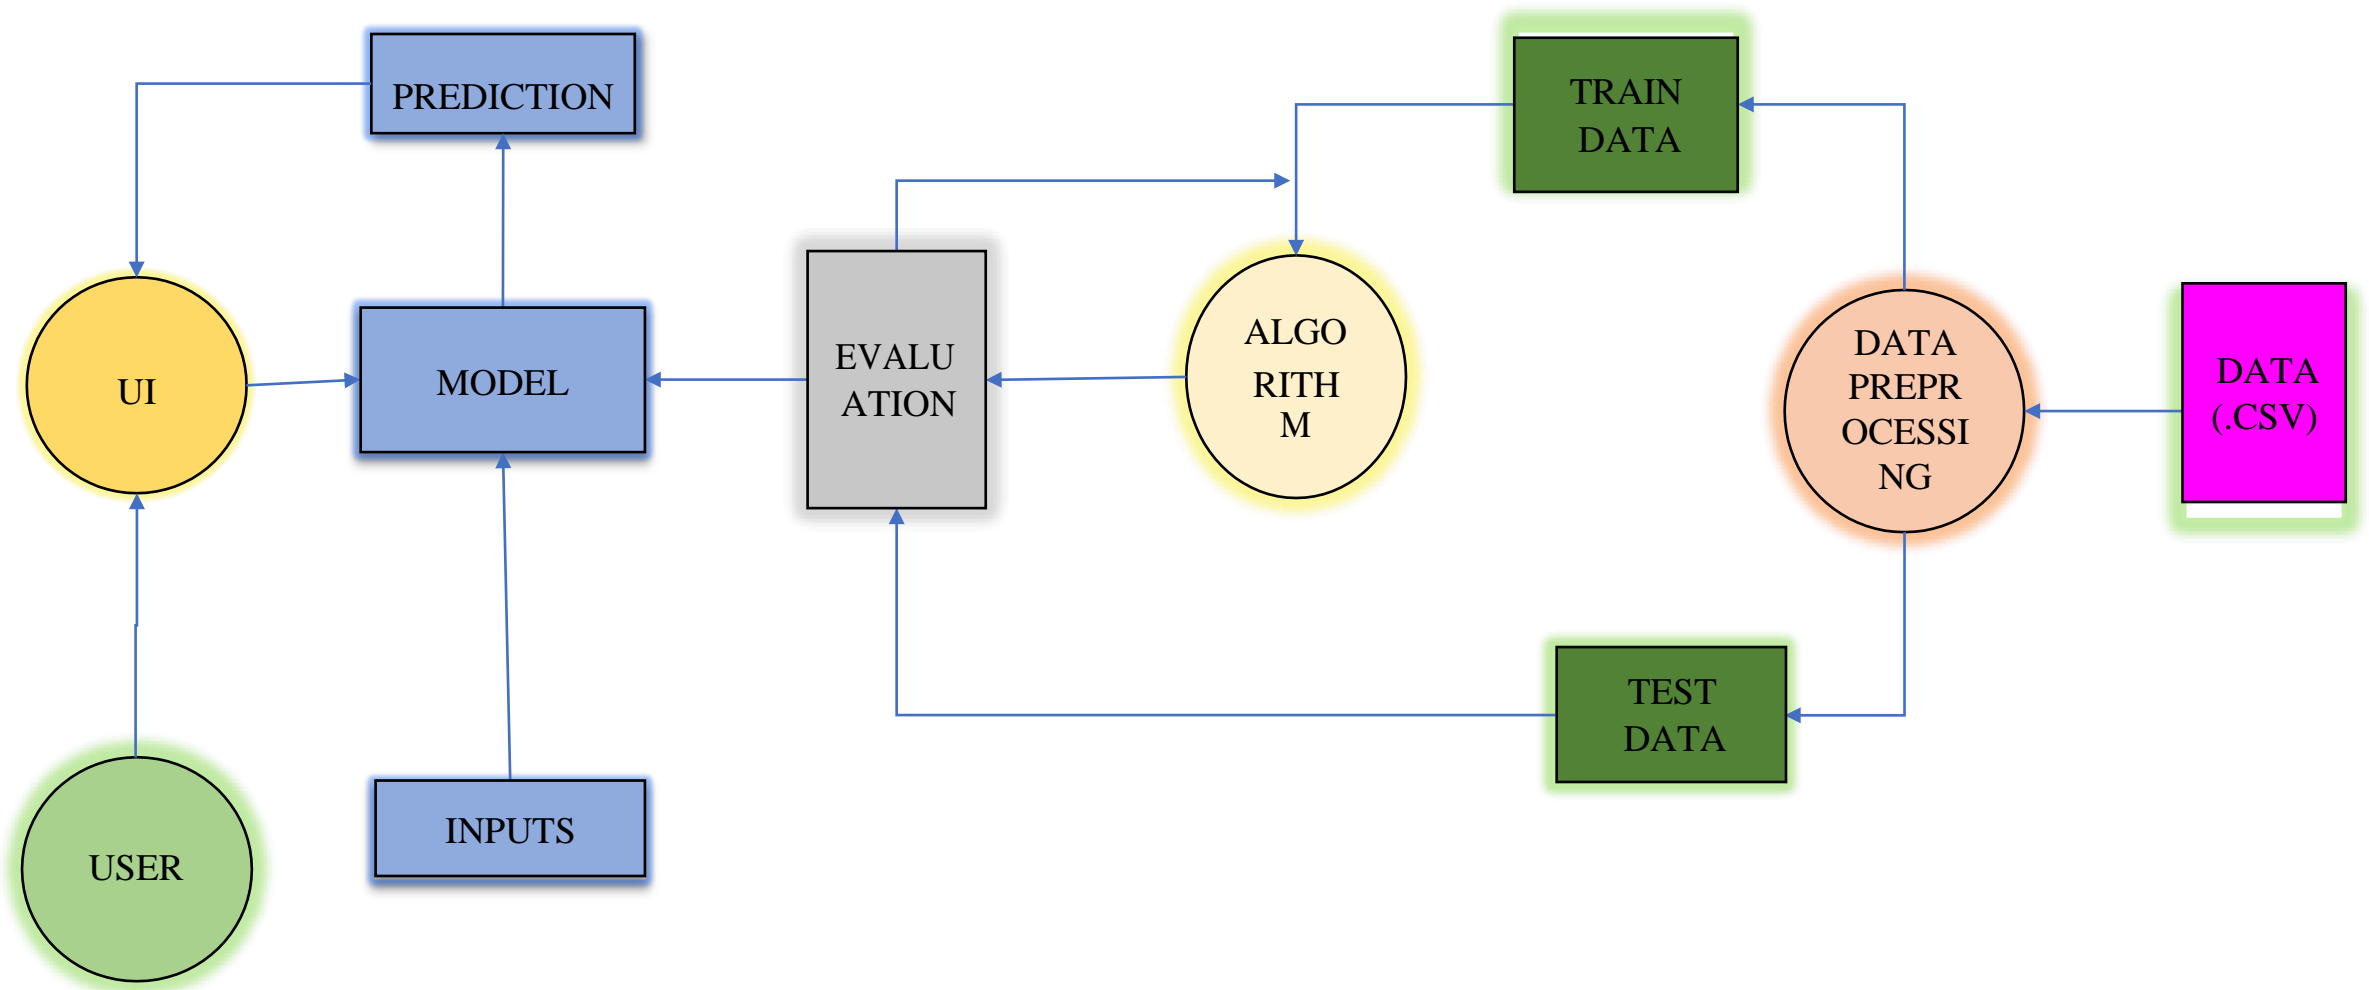 PREDICTION
TRAIN
DATA
UI
MODEL
EVALU
ATION
ALGO
RITH
M
DATA
PREPR
OCESSI
NG
DATA
(.CSV)
TEST
DATA
USER
INPUTS